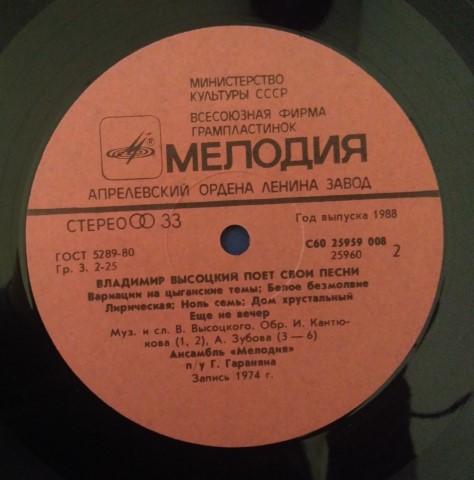 МИНИСТЕРСТВО
КУЛЬТУРЫ СССР
ВСЕСОЮЗНАЯ ФИРМА
ГРАМПЛАСТИНОК
МЕЛОДИЯ
®
АПРЕЛЕВСКИЙ ОРДЕНА ЛЕНИНА ЗАВОД
СТЕРЕО 33
Год выпуска 1988
ГОСТ 5289-80
Гр. 3. 2-25
С60 25959 008
25960 2
ВЛАДИМИР ВЫСОЦКИЙ ПОЕТ СВОИ ПЕСНИ
Вариации на цыганские темы; Белое безмолвие
Лирическая; Ноль семь; Дом хрустальный
Еще не вечер
Муз. и сл. В. Высоцкого. Обр. И. Кантю-
кова (1, 2), А. Зубова (3 — 6)
Ансамбль «Мелодия»
п/у Г. Гараняна
Запись 1974 г.